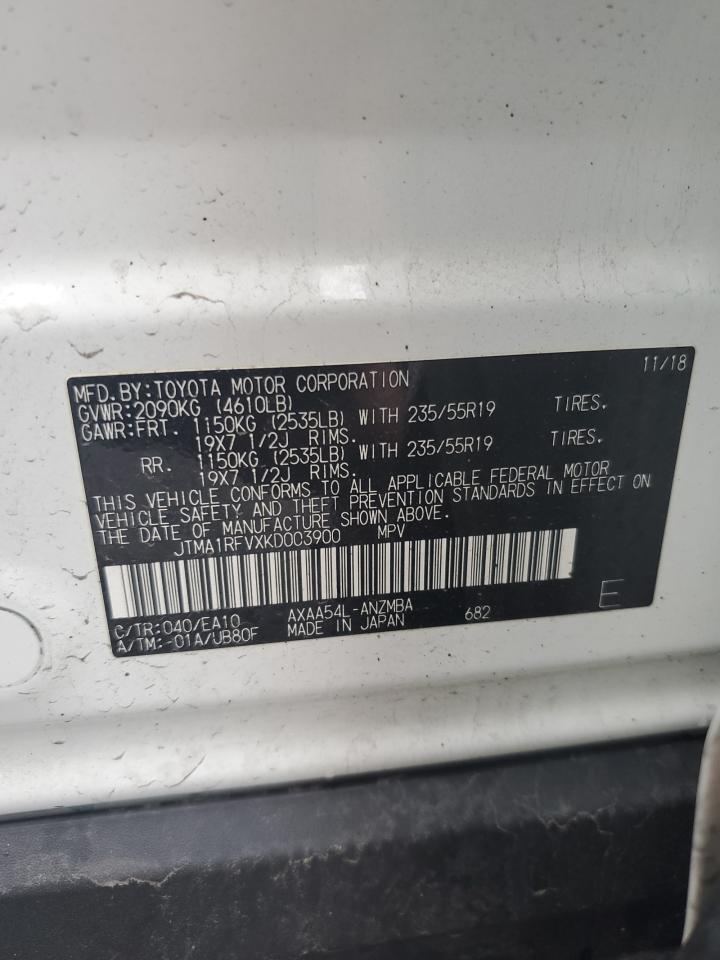 11/18
MFD.BY:TOYOTA MOTOR CORPORATION
GVWR:2090KG (4610LB)
GAWR:FRT. 1150KG (2535LB) WITH 235/55R19 TIRES.
19X7 1/2J RIMS.
RR. 1150KG (2535LB) WITH 235/55R19 TIRES.
19X7 1/2J RIMS.
THIS VEHICLE CONFORMS TO ALL APPLICABLE FEDERAL MOTOR
VEHICLE SAFETY AND THEFT PREVENTION STANDARDS IN EFFECT ON
THE DATE OF MANUFACTURE SHOWN ABOVE.
JTMA1RFVXKD003900 MPV
C/TR:040/EA10 AXAA54L-ANZMBA 682 E
A/TM:-01A/UB80F MADE IN JAPAN